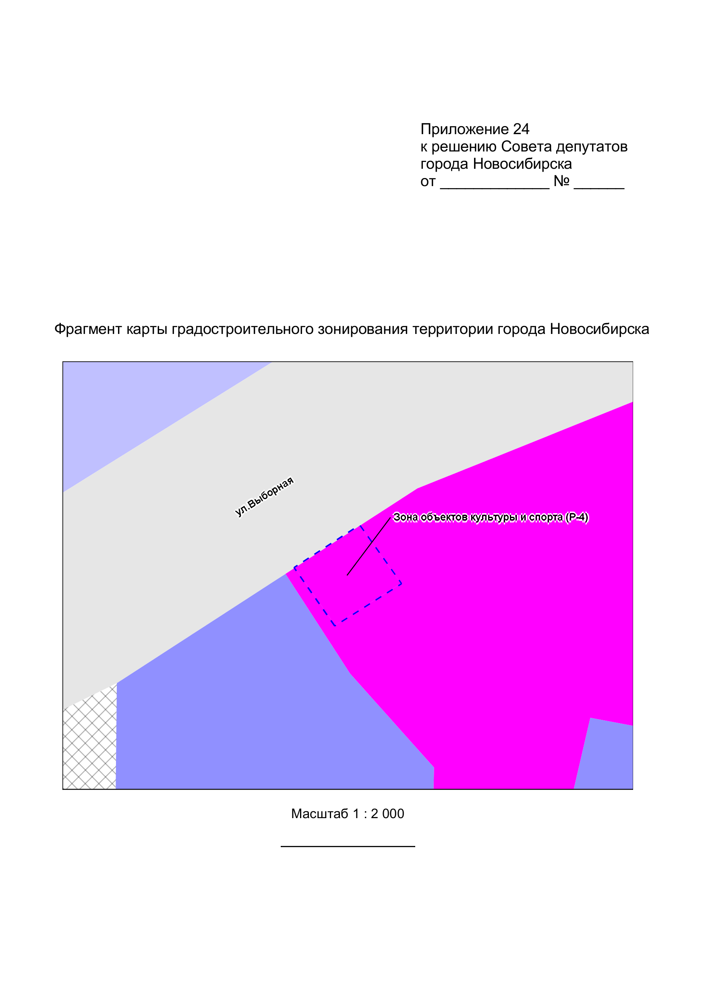 Приложение 24
к решению Совета депутатов
города Новосибирска
от _____________ № ______
Фрагмент карты градостроительного зонирования территории города Новосибирска
ул.Выборная
Зона объектов культуры и спорта (Р-4)
Масштаб 1 : 2 000